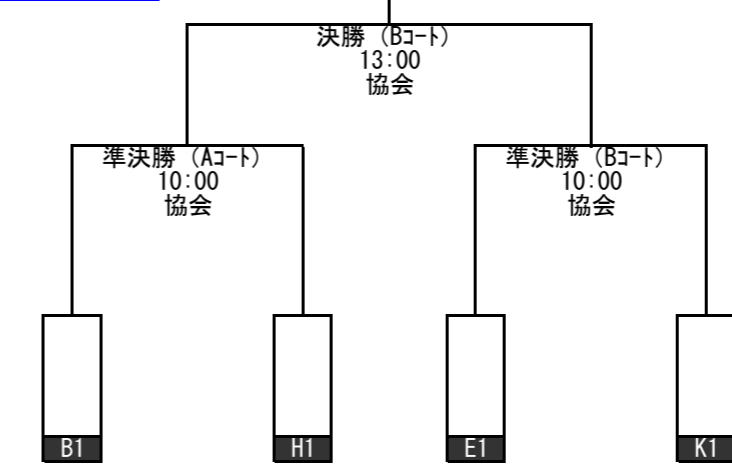 決勝（Bｺｰﾄ）
13:00
協会
準決勝（Aｺｰﾄ）
10:00
協会
準決勝（Bｺｰﾄ）
10:00
協会
B1
H1
E1
K1